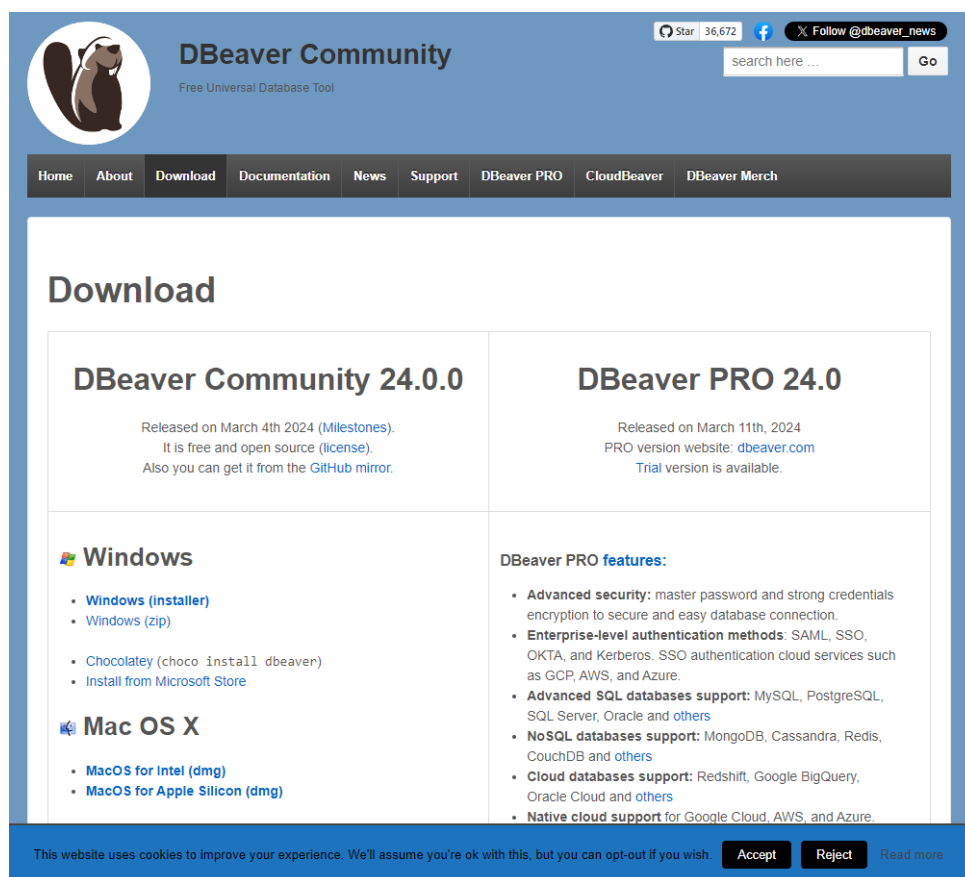 Star 36,672
Follow @dbeaver_news
DBeaver Community
Free Universal Database Tool
search here ...
Go
Home About Download Documentation News Support DBeaver PRO CloudBeaver DBeaver Merch
Download
DBeaver Community 24.0.0
Released on March 4th 2024 (Milestones).
It is free and open source (license).
Also you can get it from the GitHub mirror.
DBeaver PRO 24.0
Released on March 11th, 2024
PRO version website: dbeaver.com
Trial version is available.
Windows
Windows (installer)
Windows (zip)
Chocolatey (choco install dbeaver)
Install from Microsoft Store
Mac OS X
MacOS for Intel (dmg)
MacOS for Apple Silicon (dmg)
DBeaver PRO features:
Advanced security: master password and strong credentials
encryption to secure and easy database connection.
Enterprise-level authentication methods: SAML, SSO,
OKTA, and Kerberos. SSO authentication cloud services such
as GCP, AWS, and Azure.
Advanced SQL databases support: MySQL, PostgreSQL,
SQL Server, Oracle and others
NoSQL databases support: MongoDB, Cassandra, Redis,
CouchDB and others
Cloud databases support: Redshift, Google BigQuery,
Oracle Cloud and others
Native cloud support for Google Cloud, AWS, and Azure.
This website uses cookies to improve your experience. We'll assume you're ok with this, but you can opt-out if you wish. Accept Reject Read more